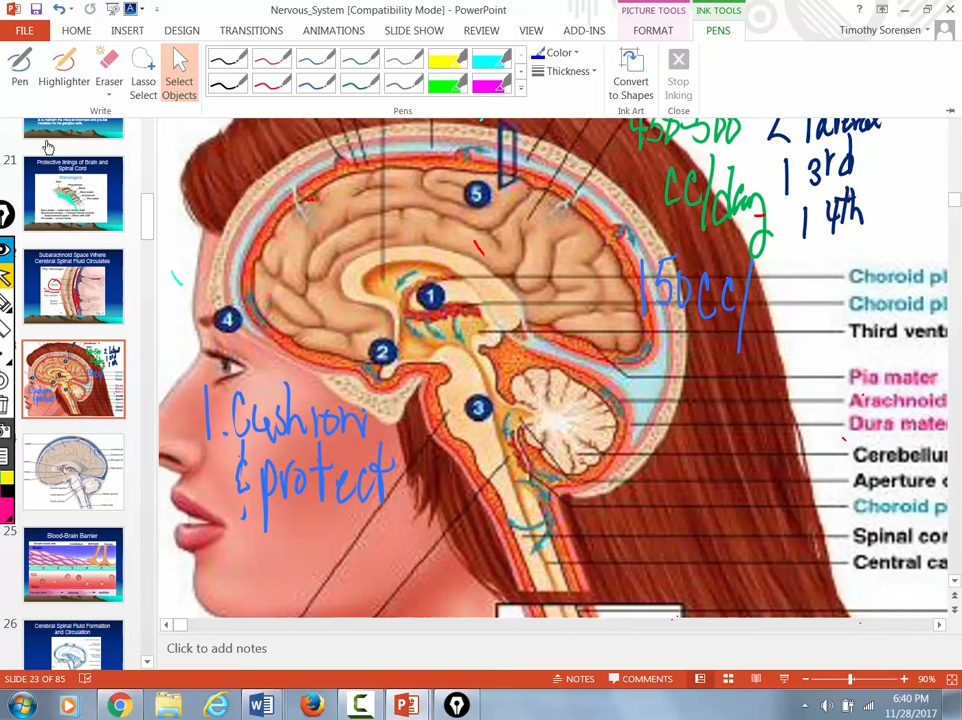 Nervous_System [Compatibility Mode] - PowerPoint
PICTURE TOOLS
INK TOOLS
FILE
HOME
INSERT
DESIGN
TRANSITIONS
ANIMATIONS
SLIDE SHOW
REVIEW
VIEW
ADD-INS
FORMAT
PENS
Timothy Sorensen
Pen
Highlighter
Eraser
Lasso Select
Select Objects
Color
Thickness
Convert to Shapes
Stop Inking
Write
Pens
Ink Art
Close
21
Protective linings of Brain and
Spinal Cord
Meninges
Subarachnoid Space Where
Cerebral Spinal Fluid Circulates
25
Blood-Brain Barrier
26
Cerebral Spinal Fluid Formation
and Circulation
450-500
cc/day
2 lateral
1 3rd
1 4th
150cc/
1. Cushion
& protect
1
2
3
4
5
Choroid pl
Choroid pl
Third vent
Pia mater
Arachnoid
Dura mate
Cerebellum
Aperture o
Choroid p
Spinal cor
Central ca
Click to add notes
SLIDE 23 OF 85
NOTES
COMMENTS
90%
6:40 PM
11/28/2017